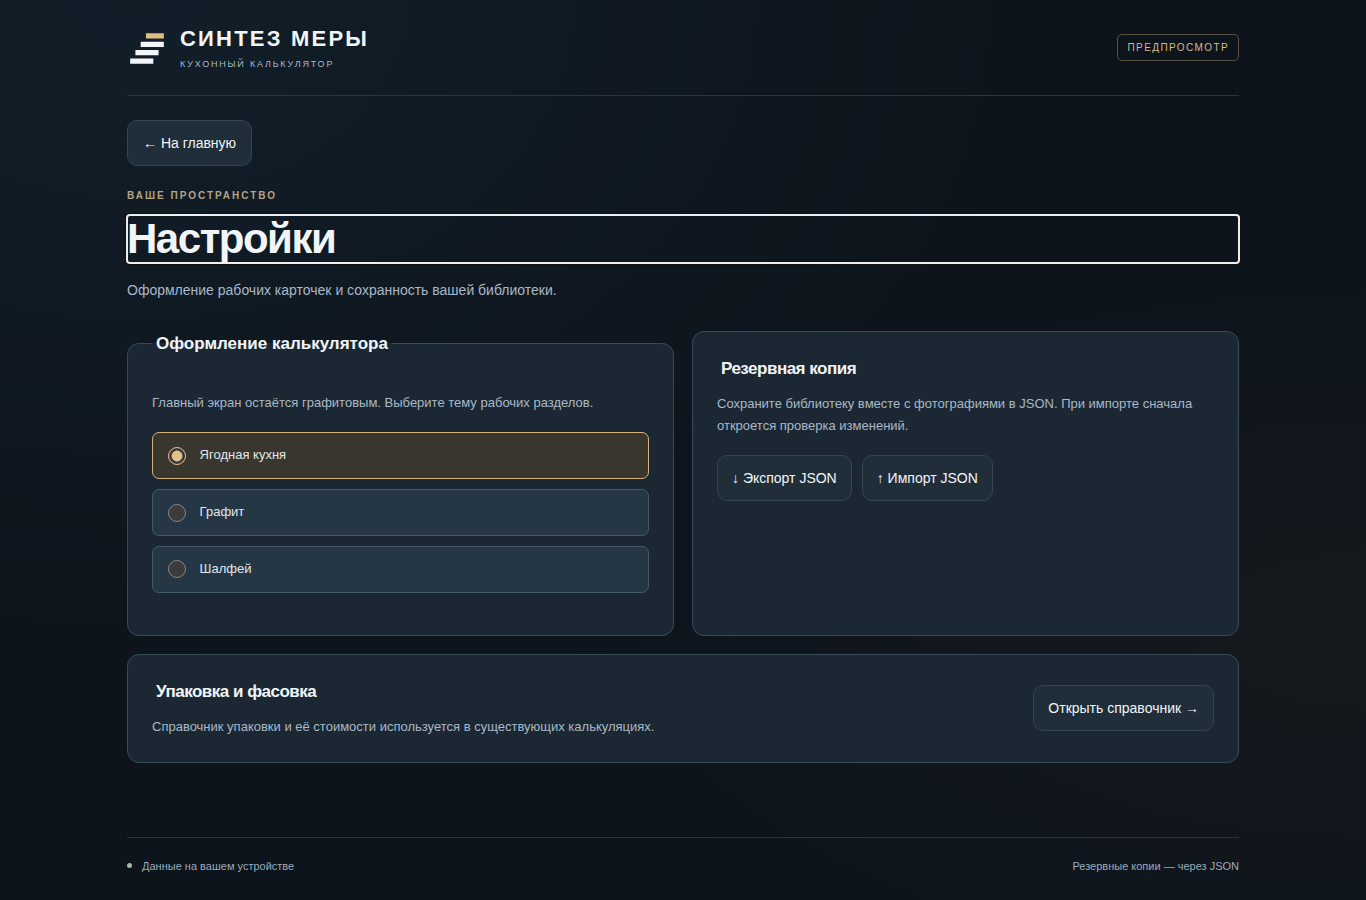 СИНТЕЗ МЕРЫ
КУХОННЫЙ КАЛЬКУЛЯТОР
ПРЕДПРОСМОТР
← На главную
ВАШЕ ПРОСТРАНСТВО
Настройки
Оформление рабочих карточек и сохранность вашей библиотеки.
Оформление калькулятора
Главный экран остаётся графитовым. Выберите тему рабочих разделов.
Ягодная кухня
Графит
Шалфей
Резервная копия
Сохраните библиотеку вместе с фотографиями в JSON. При импорте сначала
откроется проверка изменений.
↓ Экспорт JSON
↑ Импорт JSON
Упаковка и фасовка
Справочник упаковки и её стоимости используется в существующих калькуляциях.
Открыть справочник →
Данные на вашем устройстве
Резервные копии — через JSON